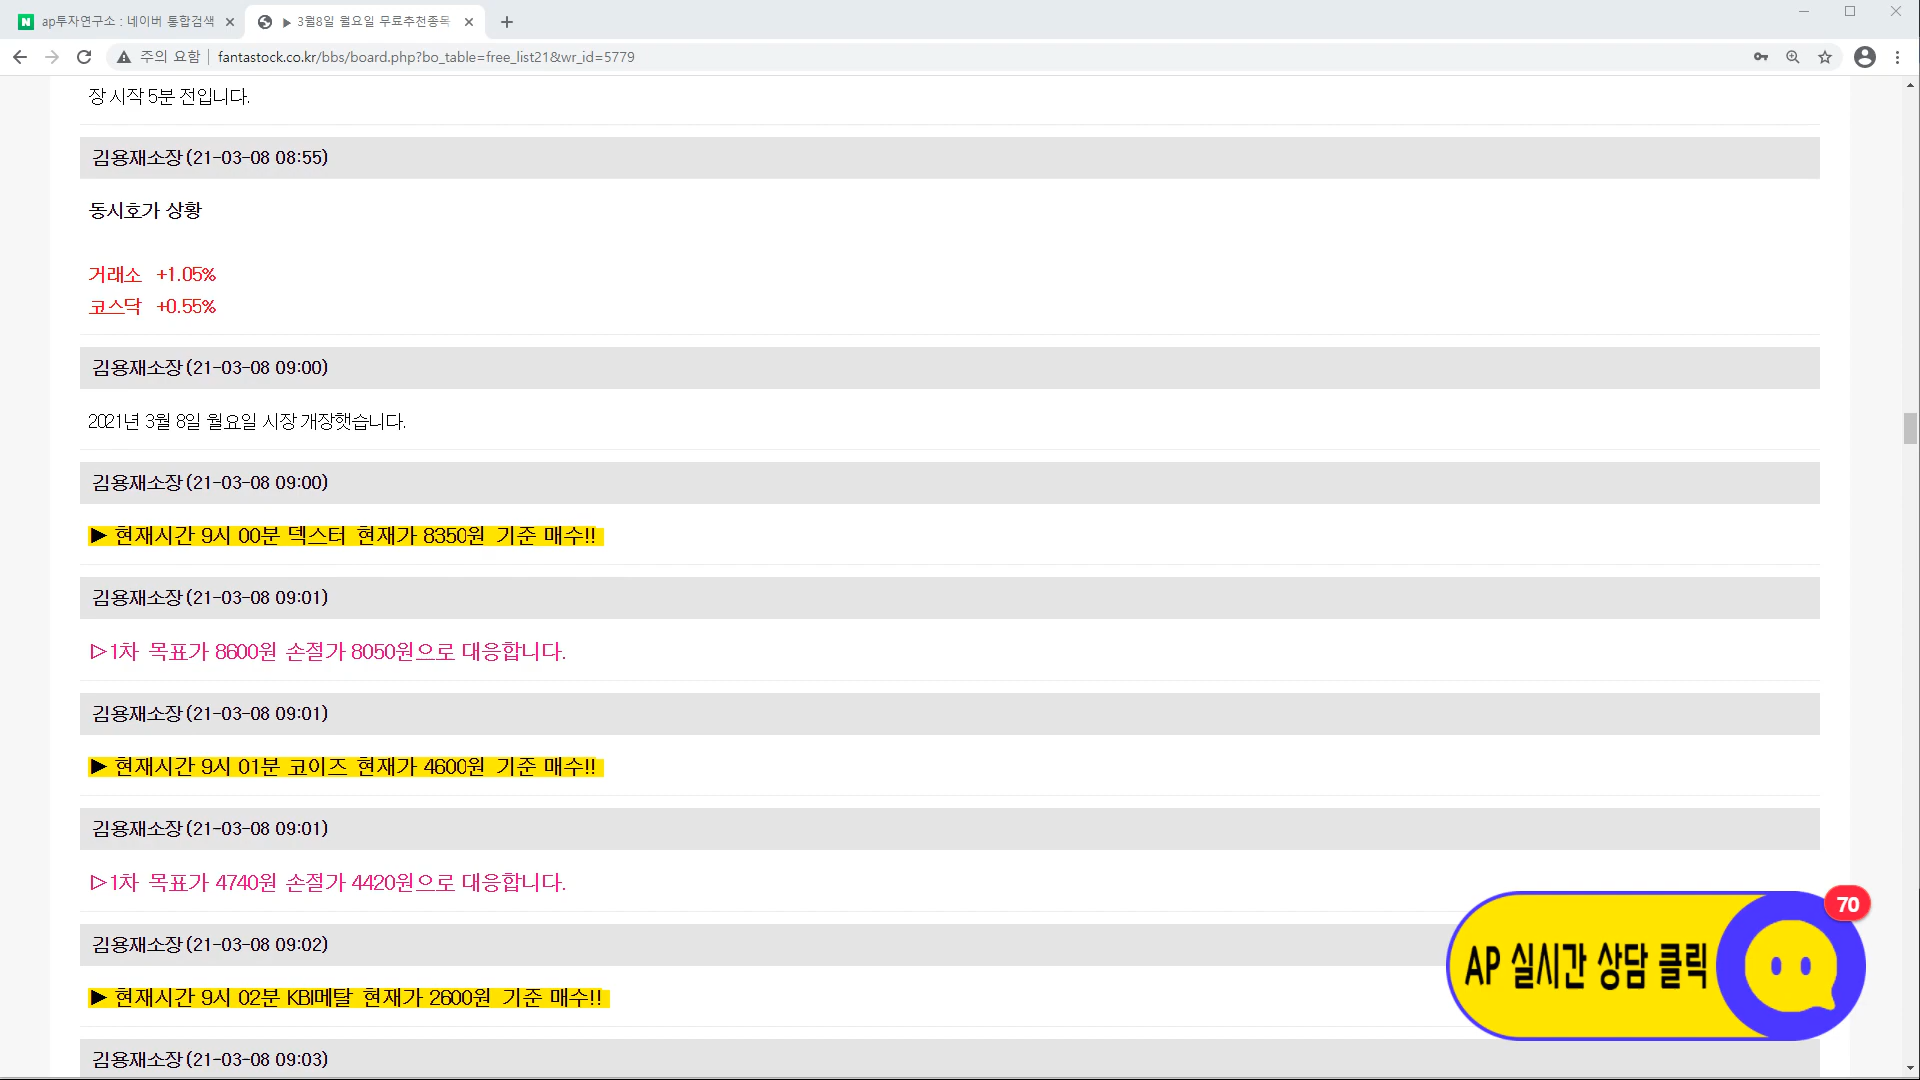 ap투자연구소 : 네이버 통합검색
▶ 3월8일 월요일 무료추천종목
주의 요함
fantastock.co.kr/bbs/board.php?bo_table=free_list21&wr_id=5779
장 시작 5분 전입니다.
김용재소장(21-03-08 08:55)
동시호가 상황
거래소 +1.05%
코스닥 +0.55%
김용재소장(21-03-08 09:00)
2021년 3월 8일 월요일 시장 개장햇습니다.
김용재소장(21-03-08 09:00)
▶ 현재시간 9시 00분 덱스터 현재가 8350원 기준 매수!!
김용재소장(21-03-08 09:01)
▷1차 목표가 8600원 손절가 8050원으로 대응합니다.
김용재소장(21-03-08 09:01)
▶ 현재시간 9시 01분 코이즈 현재가 4600원 기준 매수!!
김용재소장(21-03-08 09:01)
▷1차 목표가 4740원 손절가 4420원으로 대응합니다.
김용재소장(21-03-08 09:02)
▶ 현재시간 9시 02분 KBI메탈 현재가 2600원 기준 매수!!
김용재소장(21-03-08 09:03)
AP 실시간 상담 클릭
70